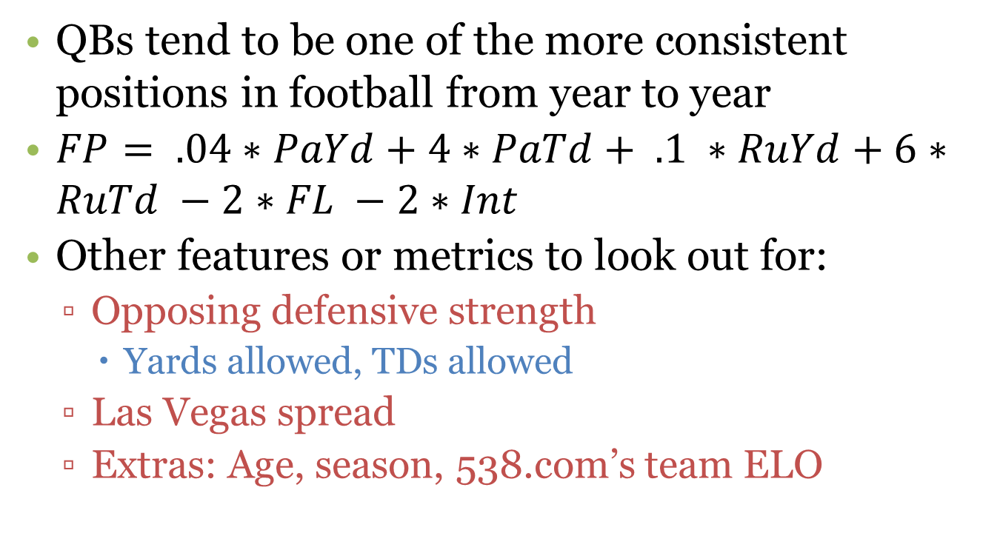 • QBs tend to be one of the more consistent
positions in football from year to year
• FP = .04 * PaYd + 4 * PaTd + .1 * RuYd + 6 *
RuTd − 2 * FL − 2 * Int
• Other features or metrics to look out for:
▫ Opposing defensive strength
• Yards allowed, TDs allowed
▫ Las Vegas spread
▫ Extras: Age, season, 538.com’s team ELO